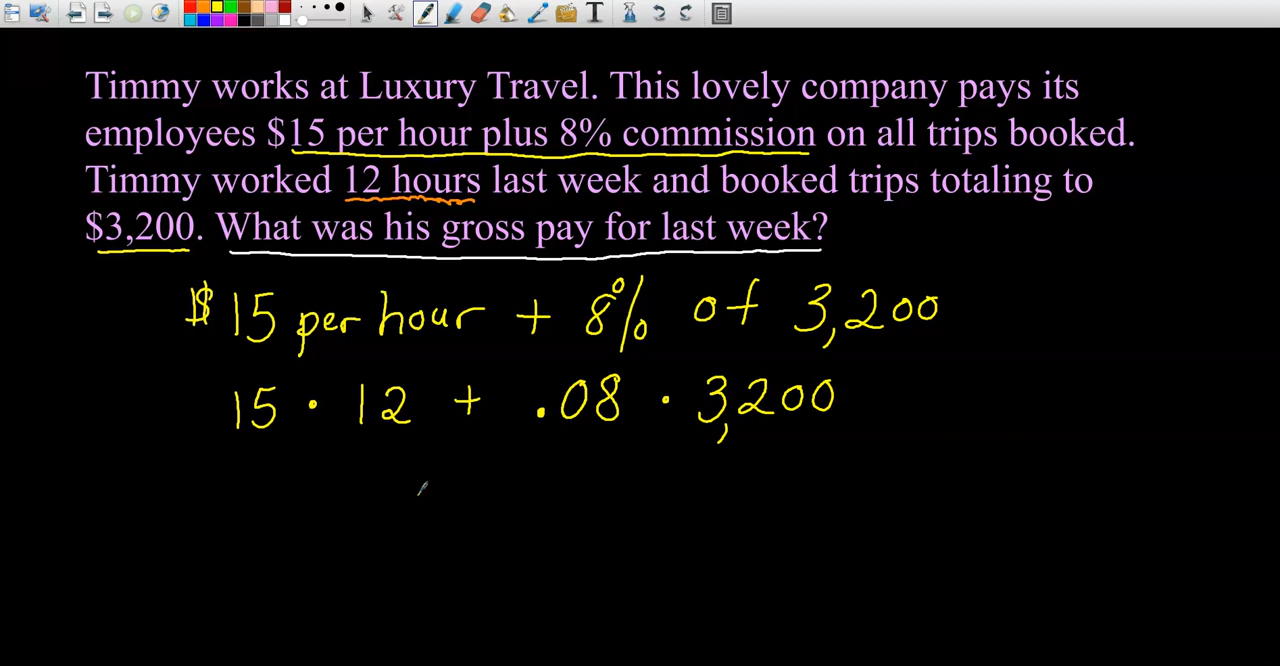 Timmy works at Luxury Travel. This lovely company pays its
employees $15 per hour plus 8% commission on all trips booked.
Timmy worked 12 hours last week and booked trips totaling to
$3,200. What was his gross pay for last week?
$15 per hour + 8% of 3,200
15 · 12 + .08 · 3,200